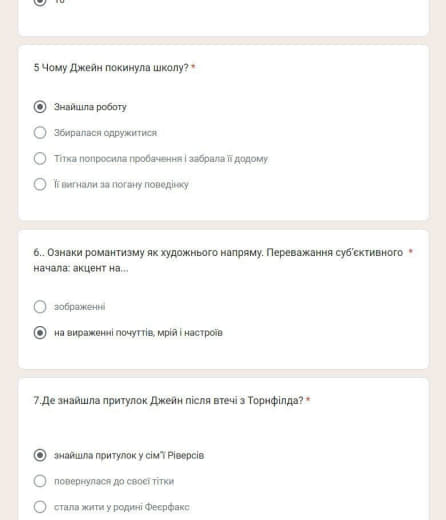 5 Чому Джейн покинула школу? *
Знайшла роботу
Збиралася одружитися
Тітка попросила пробачення і забрала її додому
Її вигнали за погану поведінку
6.. Ознаки романтизму як художнього напряму. Переважання суб'єктивного *
начала: акцент на...
зображенні
на вираженні почуттів, мрій і настроїв
7.Де знайшла притулок Джейн після втечі з Торнфілда? *
знайшла притулок у сім"ї Ріверсів
повернулася до своєї тітки
стала жити у родині Феєрфакс